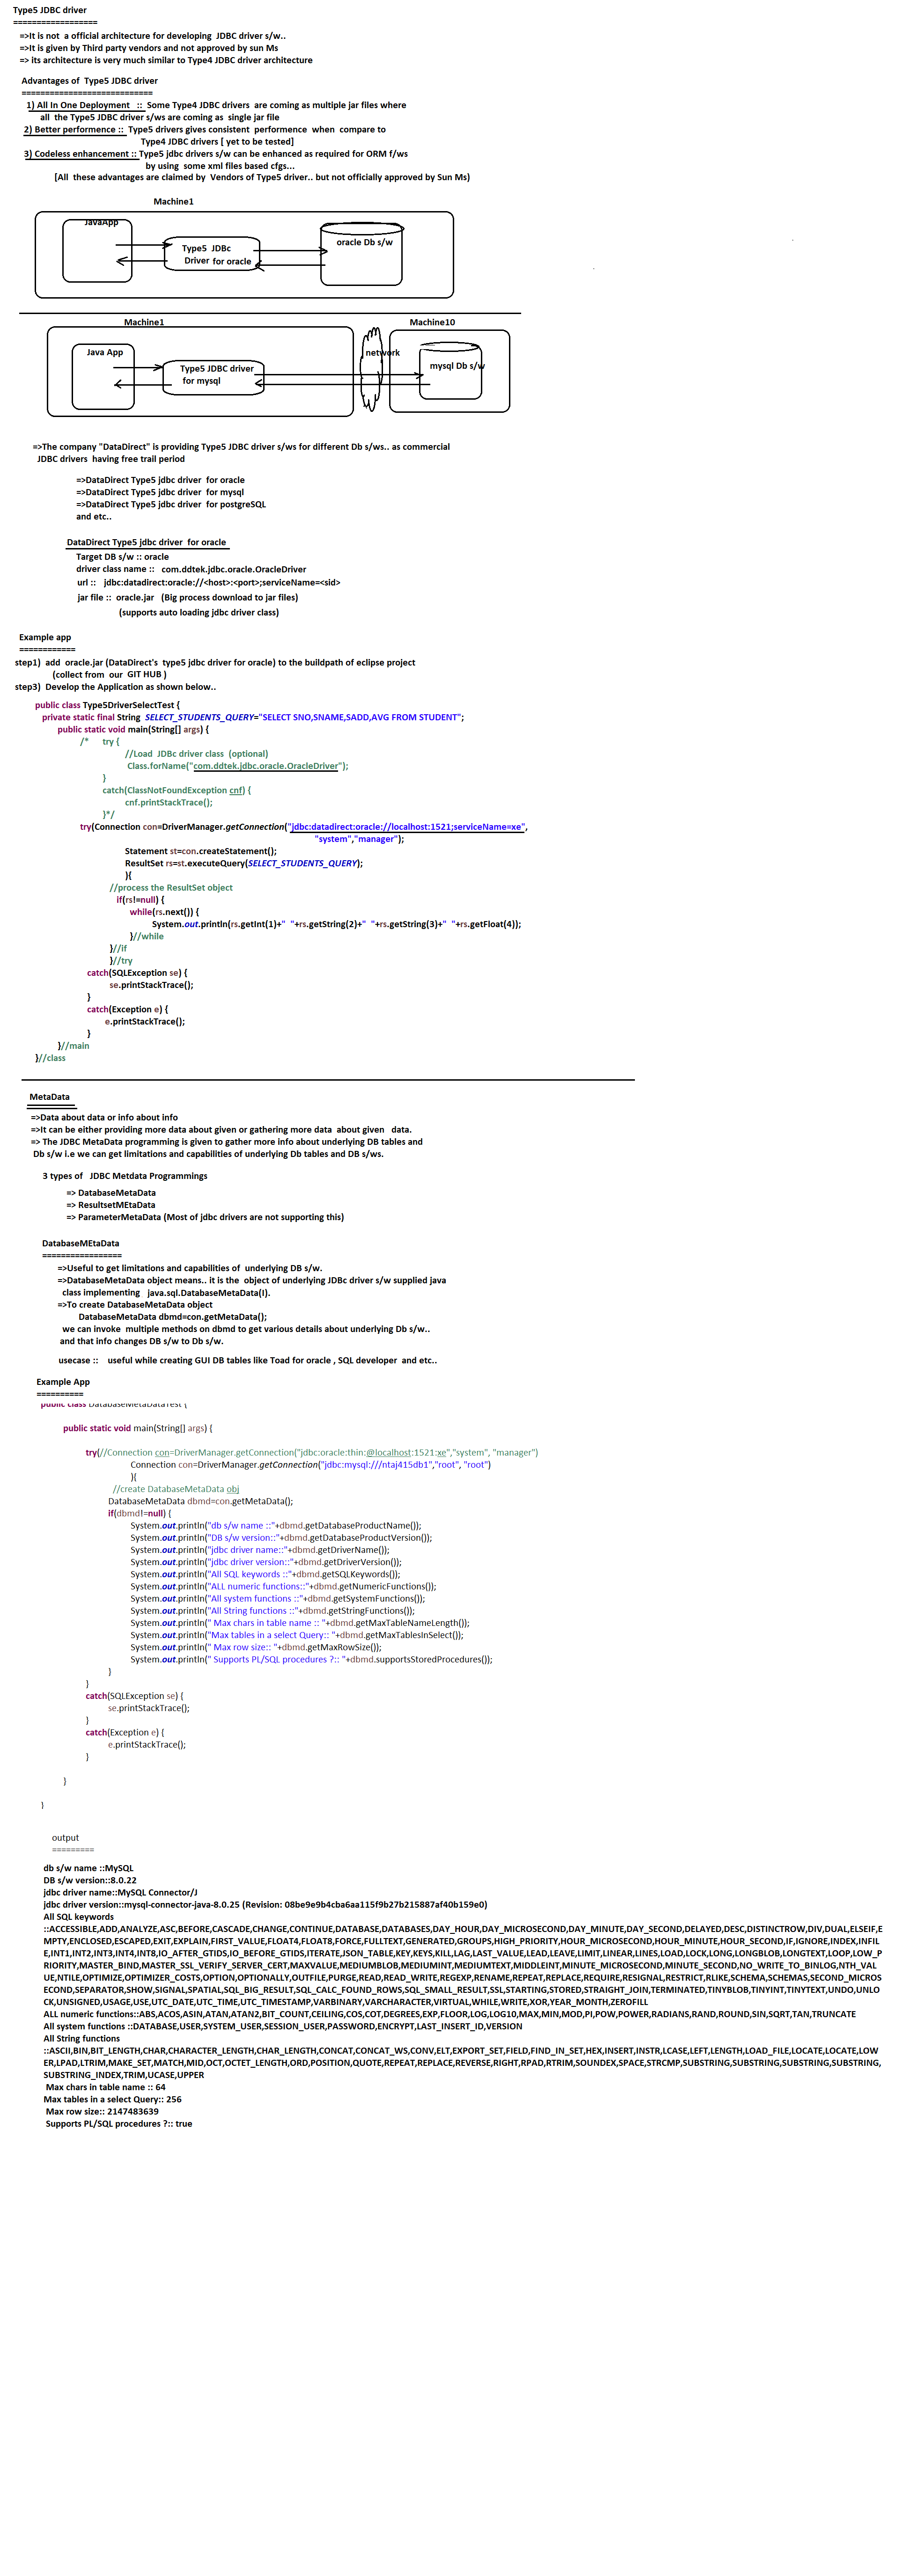 Type5 JDBC driver
==================
=>It is not  a official architecture for developing  JDBC driver s/w..
=>It is given by Third party vendors and not approved by sun Ms
=> its architecture is very much similar to Type4 JDBC driver architecture
Advantages of  Type5 JDBC driver
============================
1) All In One Deployment   ::  Some Type4 JDBC drivers  are coming as multiple jar files where
all  the Type5 JDBC driver s/ws are coming as  single jar file
2) Better performence ::  Type5 drivers gives consistent  performence  when  compare to
Type4 JDBC drivers [ yet to be tested]
3) Codeless enhancement :: Type5 jdbc drivers s/w can be enhanced as required for ORM f/ws
by using  some xml files based cfgs...
[All  these advantages are claimed by  Vendors of Type5 driver.. but not officially approved by Sun Ms)
Machine1
JavaApp
Type5  JDBc
Driver  for oracle
oracle Db s/w
Machine1
Machine10
Java App
Type5 JDBC driver
for mysql
network
mysql Db s/w
=>The company "DataDirect" is providing Type5 JDBC driver s/ws for different Db s/ws.. as commercial
JDBC drivers  having free trail period
=>DataDirect Type5 jdbc driver  for oracle
=>DataDirect Type5 jdbc driver  for mysql
=>DataDirect Type5 jdbc driver  for postgreSQL
and etc..
DataDirect Type5 jdbc driver  for oracle
Target DB s/w :: oracle
driver class name ::   com.ddtek.jdbc.oracle.OracleDriver
url ::   jdbc:datadirect:oracle://<host>:<port>;serviceName=<sid>
jar file ::  oracle.jar   (Big process download to jar files)
(supports auto loading jdbc driver class)
Example app
============
step1)  add  oracle.jar (DataDirect's  type5 jdbc driver for oracle) to the buildpath of eclipse project
(collect from  our  GIT HUB )
step3)  Develop the Application as shown below..
public class Type5DriverSelectTest {
private static final String  SELECT_STUDENTS_QUERY="SELECT SNO,SNAME,SADD,AVG FROM STUDENT";
public static void main(String[] args) {
/*      try {
//Load  JDBc driver class  (optional)
Class.forName("com.ddtek.jdbc.oracle.OracleDriver");
}
catch(ClassNotFoundException cnf) {
cnf.printStackTrace();
}*/
try(Connection con=DriverManager.getConnection("jdbc:datadirect:oracle://localhost:1521;serviceName=xe",
"system","manager");
Statement st=con.createStatement();
ResultSet rs=st.executeQuery(SELECT_STUDENTS_QUERY);
){
//process the ResultSet object
if(rs!=null) {
while(rs.next()) {
System.out.println(rs.getInt(1)+"  "+rs.getString(2)+"  "+rs.getString(3)+"  "+rs.getFloat(4));
}//while
}//if
}//try
catch(SQLException se) {
se.printStackTrace();
}
catch(Exception e) {
e.printStackTrace();
}
}//main
}//class
MetaData
=>Data about data or info about info
=>It can be either providing more data about given or gathering more data  about given   data.
=> The JDBC MetaData programming is given to gather more info about underlying DB tables and
Db s/w i.e we can get limitations and capabilities of underlying Db tables and DB s/ws.
3 types of   JDBC Metdata Programmings
=> DatabaseMetaData
=> ResultsetMEtaData
=> ParameterMetaData (Most of jdbc drivers are not supporting this)
DatabaseMEtaData
=================
=>Useful to get limitations and capabilities of  underlying DB s/w.
=>DatabaseMetaData object means.. it is the  object of underlying JDBc driver s/w supplied java
class implementing   java.sql.DatabaseMetaData(I).
=>To create DatabaseMetaData object
DatabaseMetaData dbmd=con.getMetaData();
we can invoke  multiple methods on dbmd to get various details about underlying Db s/w..
and that info changes DB s/w to Db s/w.
usecase ::    useful while creating GUI DB tables like Toad for oracle , SQL developer  and etc..
Example App
==========
public class DatabaseMetaDataTest {
public static void main(String[] args) {
try(//Connection con=DriverManager.getConnection("jdbc:oracle:thin:@localhost:1521:xe","system", "manager")
Connection con=DriverManager.getConnection("jdbc:mysql:///ntaj415db1","root", "root")
){
//create DatabaseMetaData obj
DatabaseMetaData dbmd=con.getMetaData();
if(dbmd!=null) {
System.out.println("db s/w name ::"+dbmd.getDatabaseProductName());
System.out.println("DB s/w version::"+dbmd.getDatabaseProductVersion());
System.out.println("jdbc driver name::"+dbmd.getDriverName());
System.out.println("jdbc driver version::"+dbmd.getDriverVersion());
System.out.println("All SQL keywords ::"+dbmd.getSQLKeywords());
System.out.println("ALL numeric functions::"+dbmd.getNumericFunctions());
System.out.println("All system functions ::"+dbmd.getSystemFunctions());
System.out.println("All String functions ::"+dbmd.getStringFunctions());
System.out.println(" Max chars in table name :: "+dbmd.getMaxTableNameLength());
System.out.println("Max tables in a select Query:: "+dbmd.getMaxTablesInSelect());
System.out.println(" Max row size:: "+dbmd.getMaxRowSize());
System.out.println(" Supports PL/SQL procedures ?:: "+dbmd.supportsStoredProcedures());
}
}
catch(SQLException se) {
se.printStackTrace();
}
catch(Exception e) {
e.printStackTrace();
}
}
}
output
=========
db s/w name ::MySQL
DB s/w version::8.0.22
jdbc driver name::MySQL Connector/J
jdbc driver version::mysql-connector-java-8.0.25 (Revision: 08be9e9b4cba6aa115f9b27b215887af40b159e0)
All SQL keywords
::ACCESSIBLE,ADD,ANALYZE,ASC,BEFORE,CASCADE,CHANGE,CONTINUE,DATABASE,DATABASES,DAY_HOUR,DAY_MICROSECOND,DAY_MINUTE,DAY_SECOND,DELAYED,DESC,DISTINCTROW,DIV,DUAL,ELSEIF,E
MPTY,ENCLOSED,ESCAPED,EXIT,EXPLAIN,FIRST_VALUE,FLOAT4,FLOAT8,FORCE,FULLTEXT,GENERATED,GROUPS,HIGH_PRIORITY,HOUR_MICROSECOND,HOUR_MINUTE,HOUR_SECOND,IF,IGNORE,INDEX,INFIL
E,INT1,INT2,INT3,INT4,INT8,IO_AFTER_GTIDS,IO_BEFORE_GTIDS,ITERATE,JSON_TABLE,KEY,KEYS,KILL,LAG,LAST_VALUE,LEAD,LEAVE,LIMIT,LINEAR,LINES,LOAD,LOCK,LONG,LONGBLOB,LONGTEXT,LOOP,LOW_P
RIORITY,MASTER_BIND,MASTER_SSL_VERIFY_SERVER_CERT,MAXVALUE,MEDIUMBLOB,MEDIUMINT,MEDIUMTEXT,MIDDLEINT,MINUTE_MICROSECOND,MINUTE_SECOND,NO_WRITE_TO_BINLOG,NTH_VAL
UE,NTILE,OPTIMIZE,OPTIMIZER_COSTS,OPTION,OPTIONALLY,OUTFILE,PURGE,READ,READ_WRITE,REGEXP,RENAME,REPEAT,REPLACE,REQUIRE,RESIGNAL,RESTRICT,RLIKE,SCHEMA,SCHEMAS,SECOND_MICROS
ECOND,SEPARATOR,SHOW,SIGNAL,SPATIAL,SQL_BIG_RESULT,SQL_CALC_FOUND_ROWS,SQL_SMALL_RESULT,SSL,STARTING,STORED,STRAIGHT_JOIN,TERMINATED,TINYBLOB,TINYINT,TINYTEXT,UNDO,UNLO
CK,UNSIGNED,USAGE,USE,UTC_DATE,UTC_TIME,UTC_TIMESTAMP,VARBINARY,VARCHARACTER,VIRTUAL,WHILE,WRITE,XOR,YEAR_MONTH,ZEROFILL
ALL numeric functions::ABS,ACOS,ASIN,ATAN,ATAN2,BIT_COUNT,CEILING,COS,COT,DEGREES,EXP,FLOOR,LOG,LOG10,MAX,MIN,MOD,PI,POW,POWER,RADIANS,RAND,ROUND,SIN,SQRT,TAN,TRUNCATE
All system functions ::DATABASE,USER,SYSTEM_USER,SESSION_USER,PASSWORD,ENCRYPT,LAST_INSERT_ID,VERSION
All String functions
::ASCII,BIN,BIT_LENGTH,CHAR,CHARACTER_LENGTH,CHAR_LENGTH,CONCAT,CONCAT_WS,CONV,ELT,EXPORT_SET,FIELD,FIND_IN_SET,HEX,INSERT,INSTR,LCASE,LEFT,LENGTH,LOAD_FILE,LOCATE,LOCATE,LOW
ER,LPAD,LTRIM,MAKE_SET,MATCH,MID,OCT,OCTET_LENGTH,ORD,POSITION,QUOTE,REPEAT,REPLACE,REVERSE,RIGHT,RPAD,RTRIM,SOUNDEX,SPACE,STRCMP,SUBSTRING,SUBSTRING,SUBSTRING,SUBSTRING,
SUBSTRING_INDEX,TRIM,UCASE,UPPER
Max chars in table name :: 64
Max tables in a select Query:: 256
Max row size:: 2147483639
Supports PL/SQL procedures ?:: true